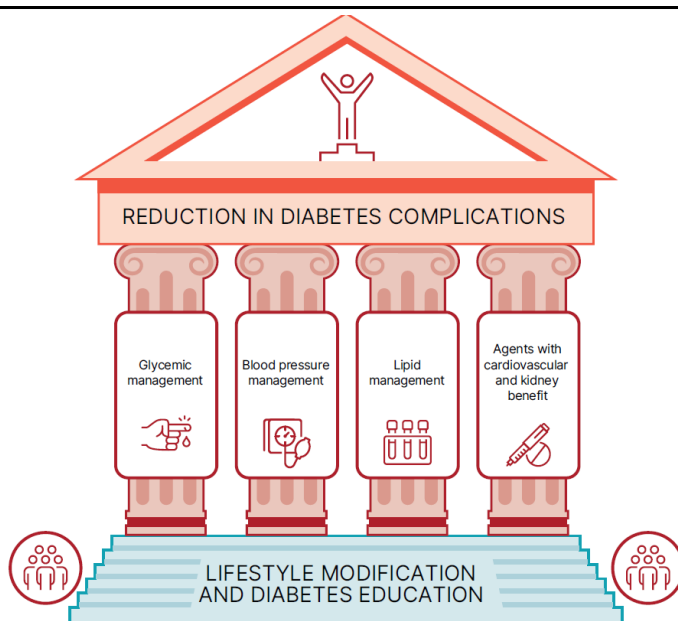 REDUCTION IN DIABETES COMPLICATIONS
Glycemic
management
Blood pressure
management
Lipid
management
Agents with
cardiovascular
and kidney
benefit
LIFESTYLE MODIFICATION
AND DIABETES EDUCATION